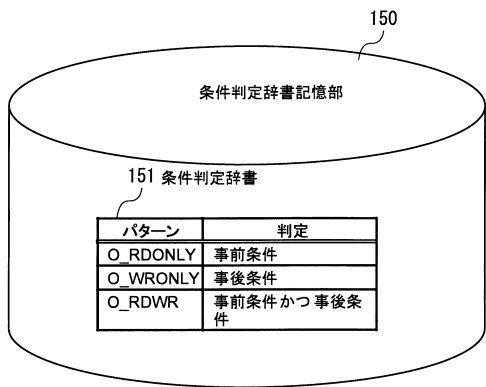 150
条件判定辞書記憶部
151 条件判定辞書
パターン 判定
O_RDONLY 事前条件
O_WRONLY 事後条件
O_RDWR 事前条件 かつ 事後条
件